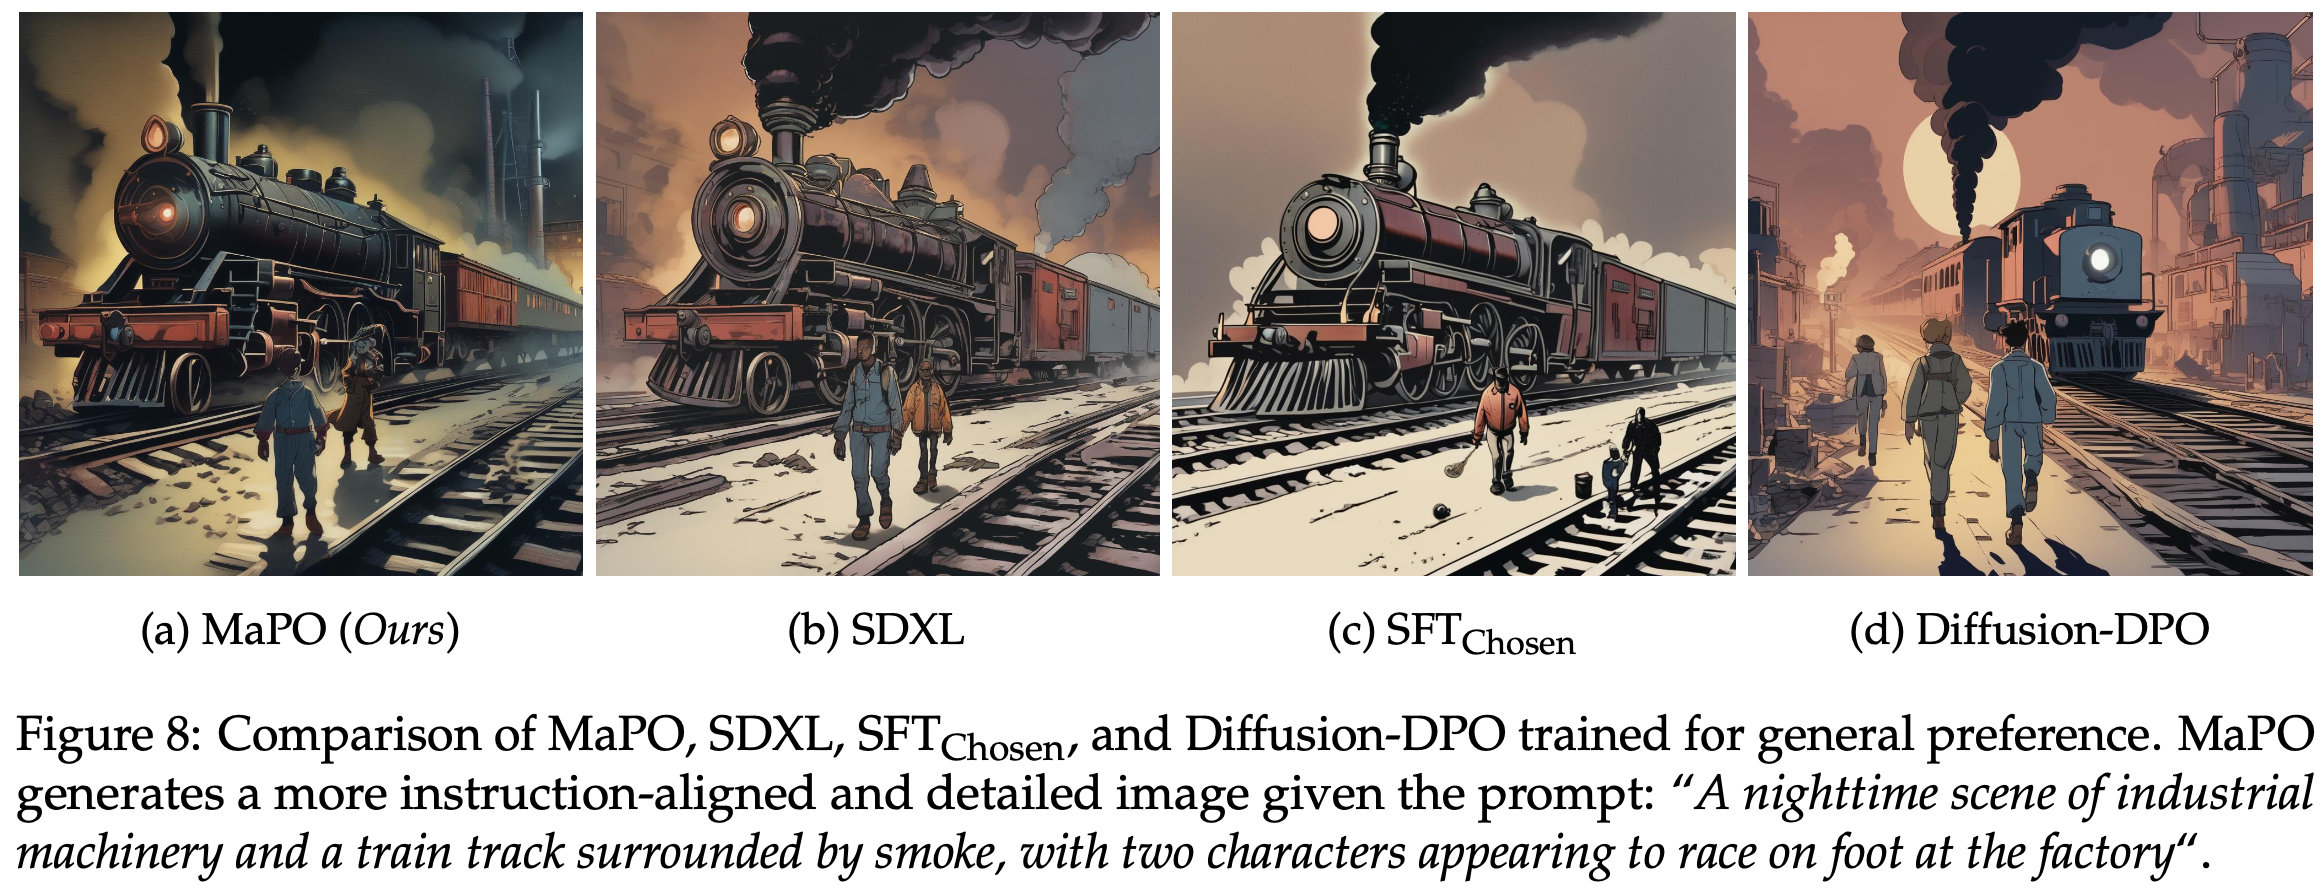 (a) MaPO (Ours)
(b) SDXL
(c) SFTChosen
(d) Diffusion-DPO
Figure 8: Comparison of MaPO, SDXL, SFTChosen, and Diffusion-DPO trained for general preference. MaPO
generates a more instruction-aligned and detailed image given the prompt: “A nighttime scene of industrial
machinery and a train track surrounded by smoke, with two characters appearing to race on foot at the factory“.